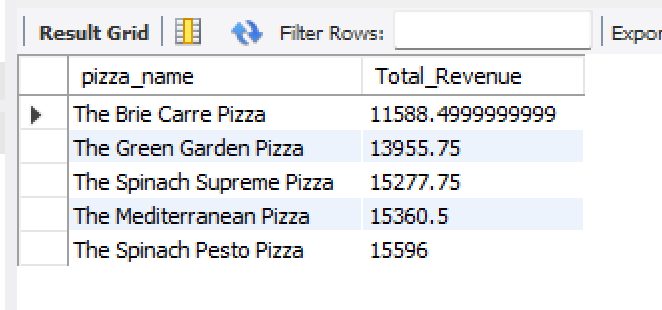 Result Grid Filter Rows: Expor
pizza_name Total_Revenue
The Brie Carre Pizza 11588.4999999999
The Green Garden Pizza 13955.75
The Spinach Supreme Pizza 15277.75
The Mediterranean Pizza 15360.5
The Spinach Pesto Pizza 15596